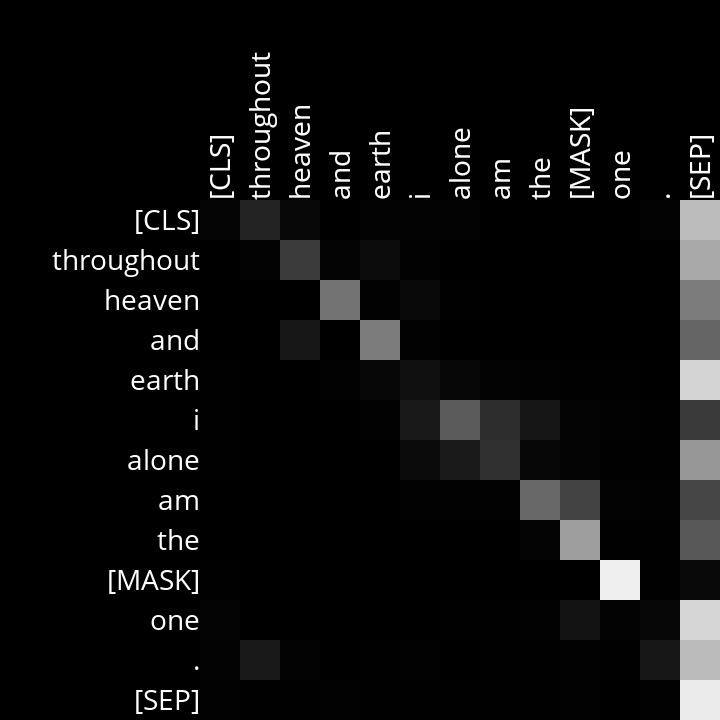 [CLS] throughout heaven and earth i alone am the [MASK] one . [SEP]
[CLS]
throughout
heaven
and
earth
i
alone
am
the
[MASK]
one
.
[SEP]